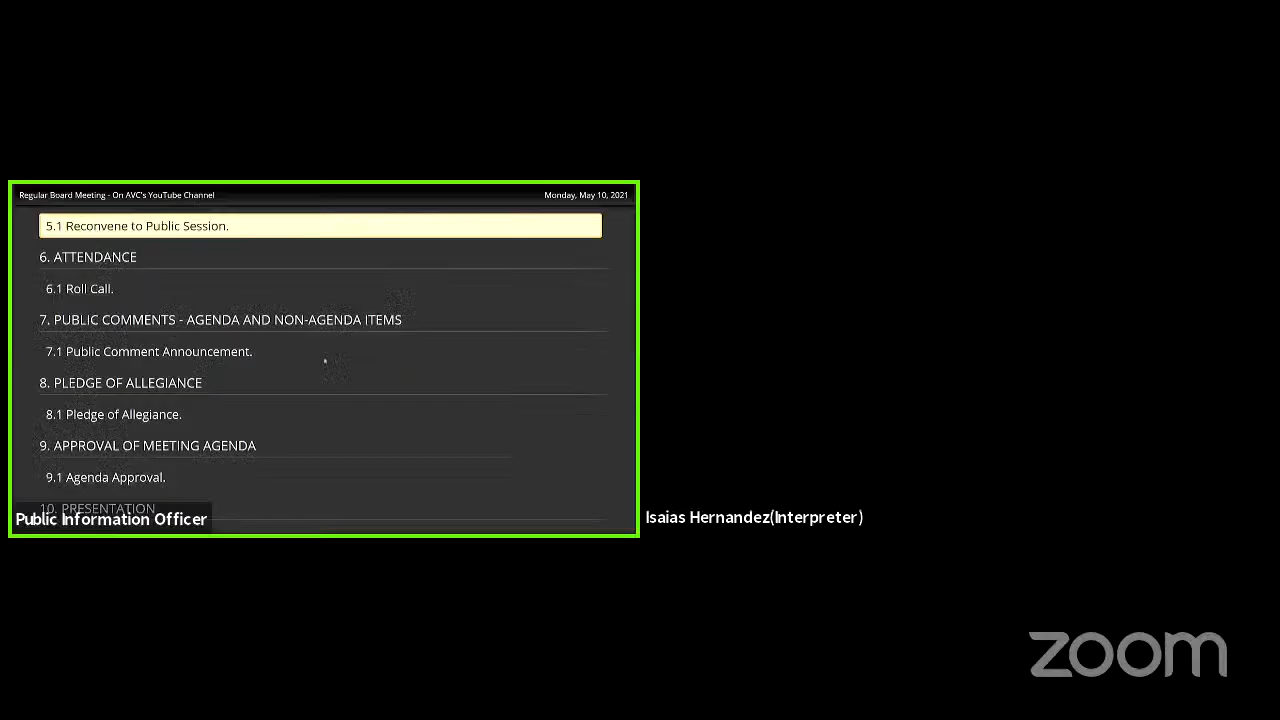 Regular Board Meeting - On AVC's YouTube Channel
Monday, May 10, 2021
5.1 Reconvene to Public Session.
6. ATTENDANCE
6.1 Roll Call.
7. PUBLIC COMMENTS - AGENDA AND NON-AGENDA ITEMS
7.1 Public Comment Announcement.
8. PLEDGE OF ALLEGIANCE
8.1 Pledge of Allegiance.
9. APPROVAL OF MEETING AGENDA
9.1 Agenda Approval.
10. PRESENTATION
Public Information Officer
Isaias Hernandez(Interpreter)
zoom